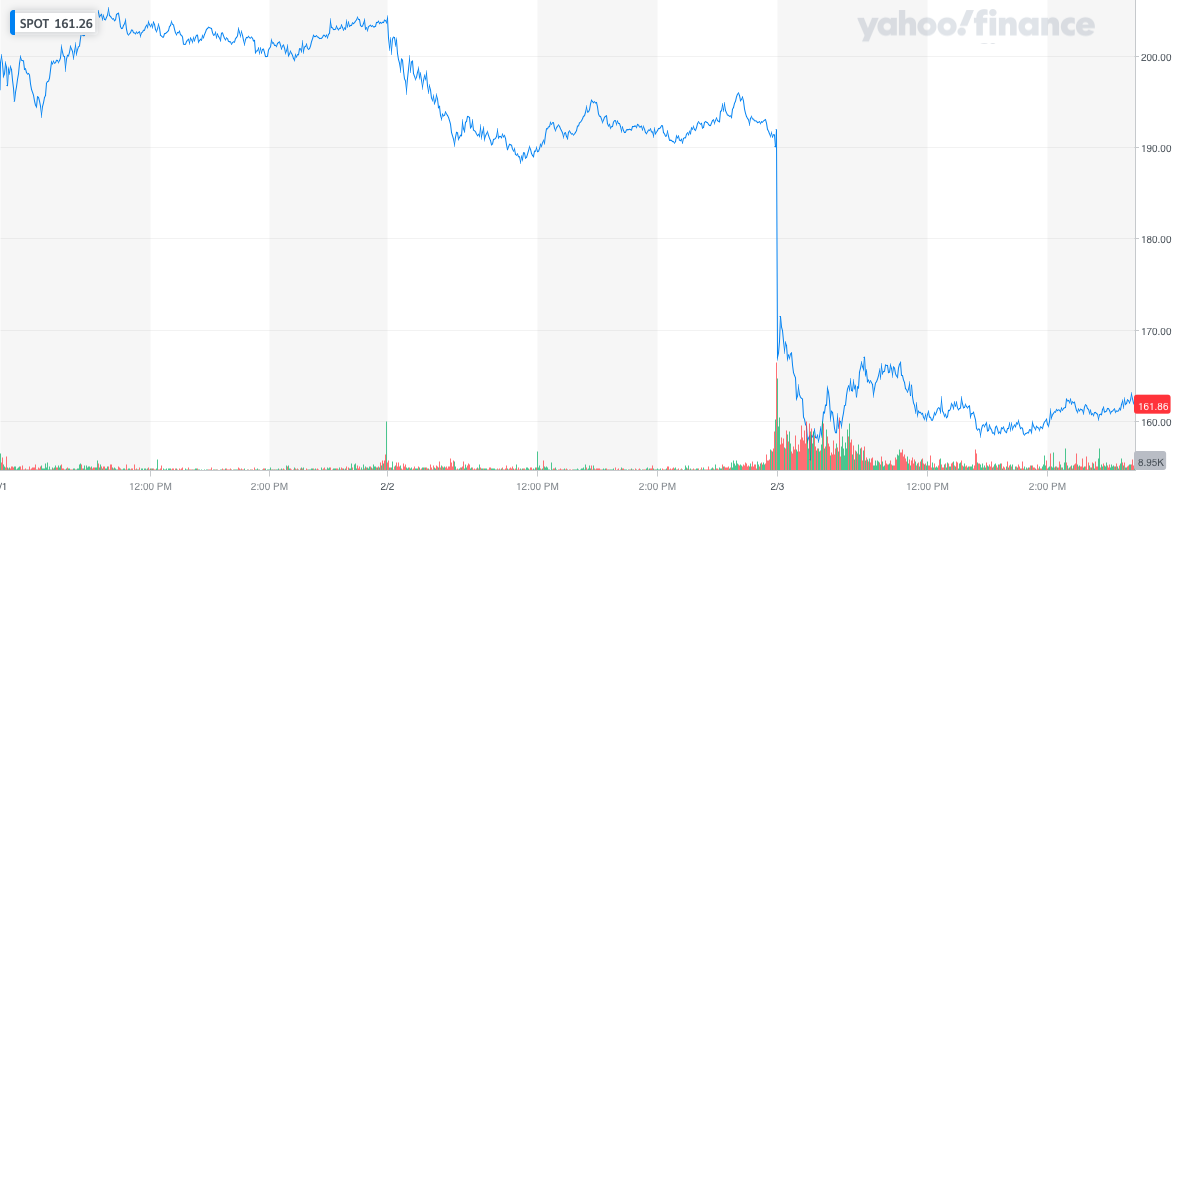 SPOT 161.26
yahoo!finance
200.00
190.00
180.00
170.00
161.86
160.00
8.95K
/1
12:00 PM
2:00 PM
2/2
12:00 PM
2:00 PM
2/3
12:00 PM
2:00 PM